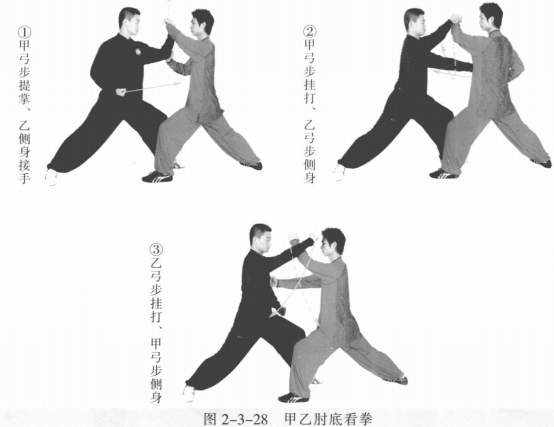 ①甲弓步提掌、乙侧身接手
②甲弓步挂打、乙弓步侧身
③乙弓步挂打、甲弓步侧身
图 2-3-28 甲乙肘底看拳